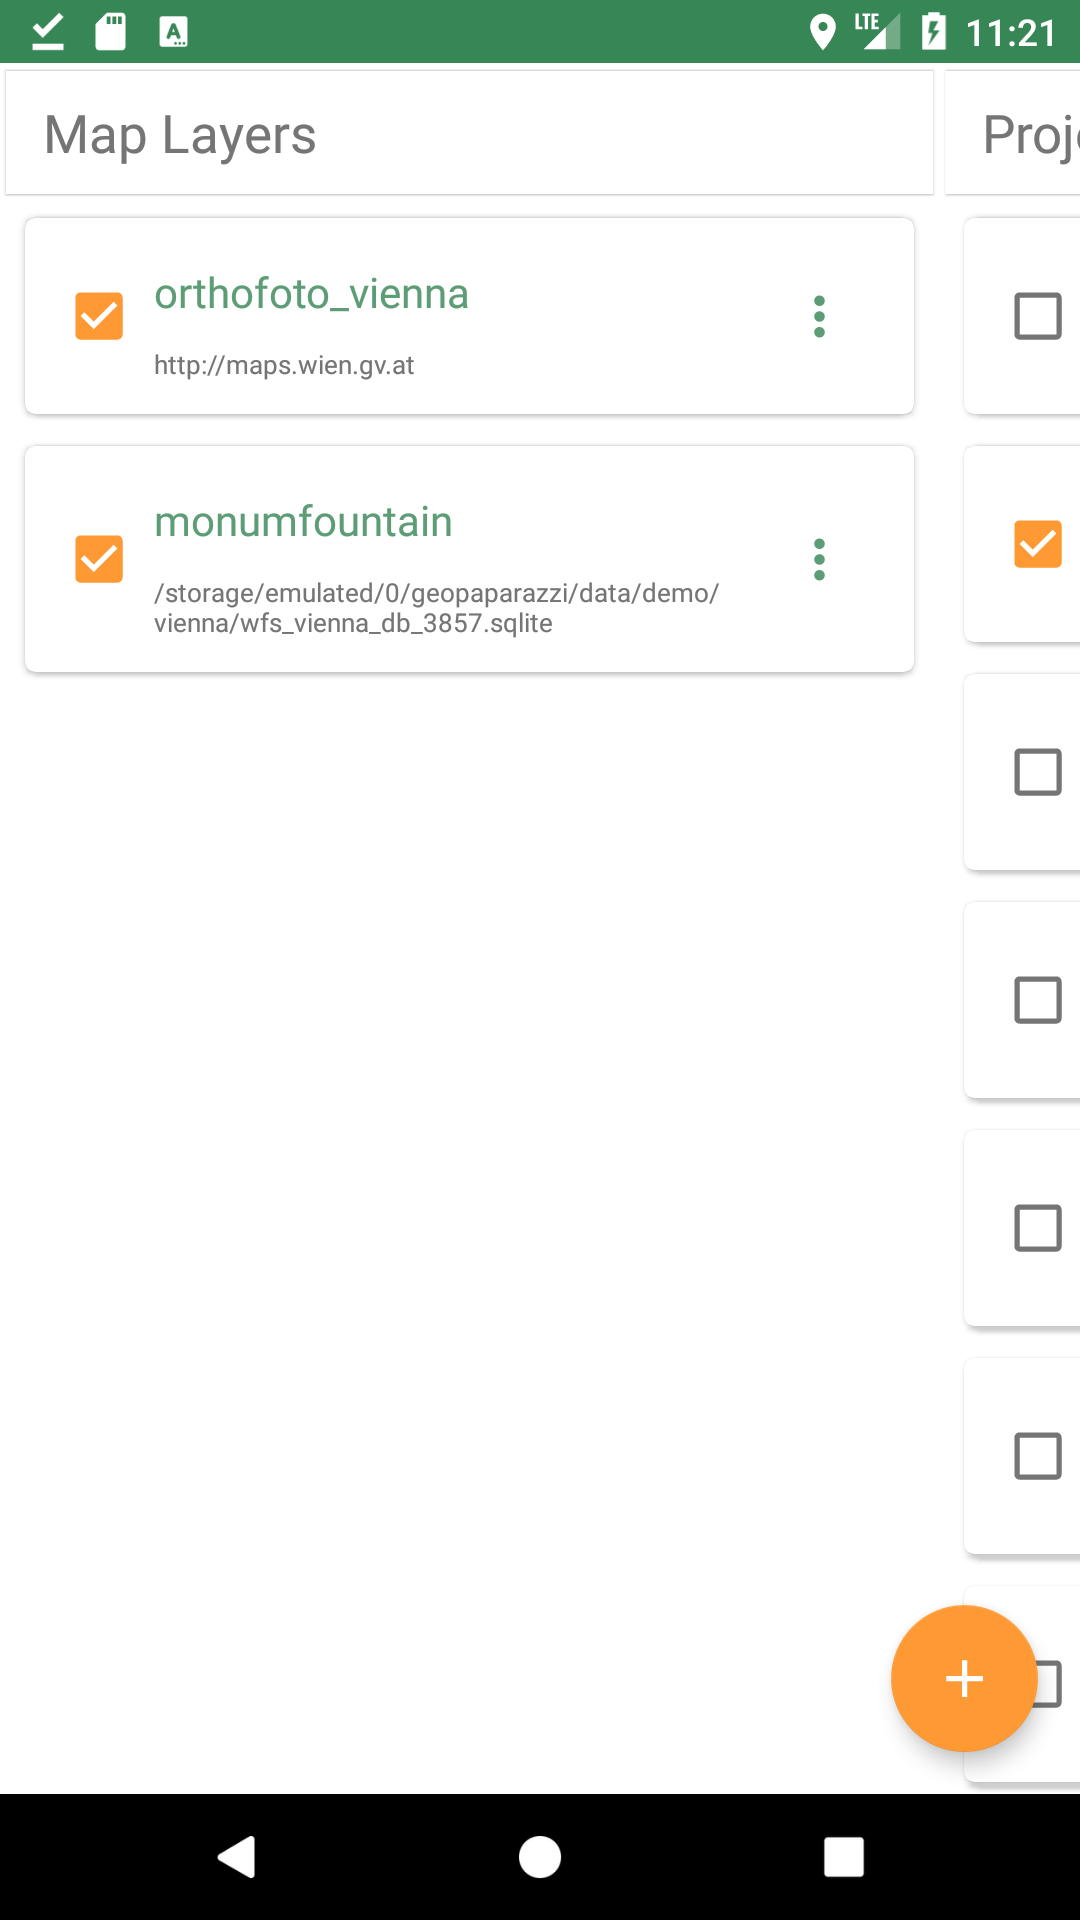 LTE 11:21
Map Layers
orthofoto_vienna
http://maps.wien.gv.at
monumfountain
/storage/emulated/0/geopaparazzi/data/demo/
vienna/wfs_vienna_db_3857.sqlite